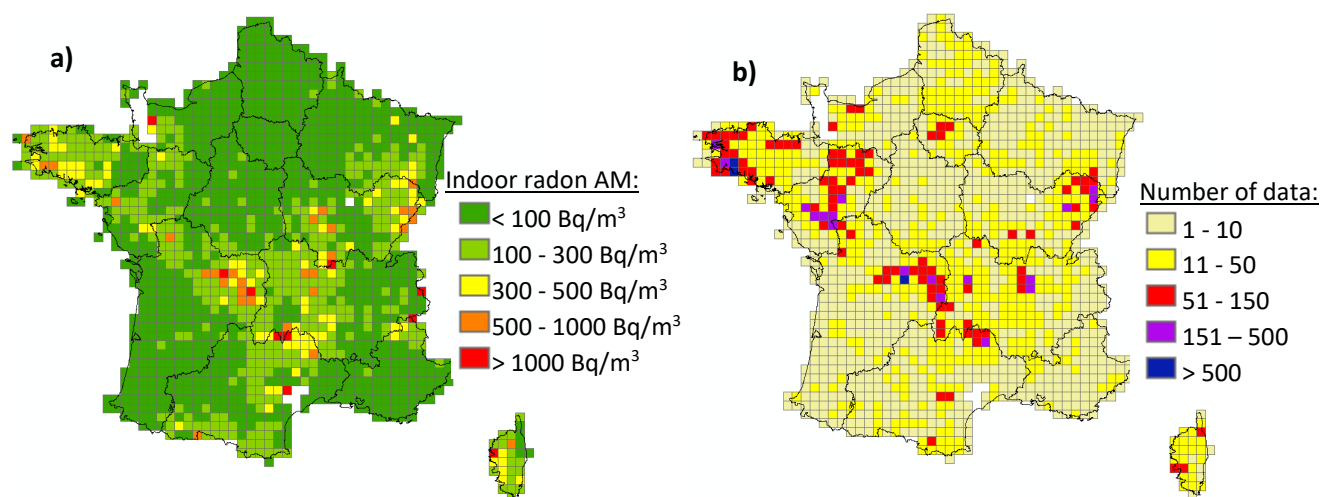 a)
Indoor radon AM:
< 100 Bq/m³
100 - 300 Bq/m³
300 - 500 Bq/m³
500 - 1000 Bq/m³
> 1000 Bq/m³
b)
Number of data:
1 - 10
11 - 50
51 - 150
151 – 500
> 500